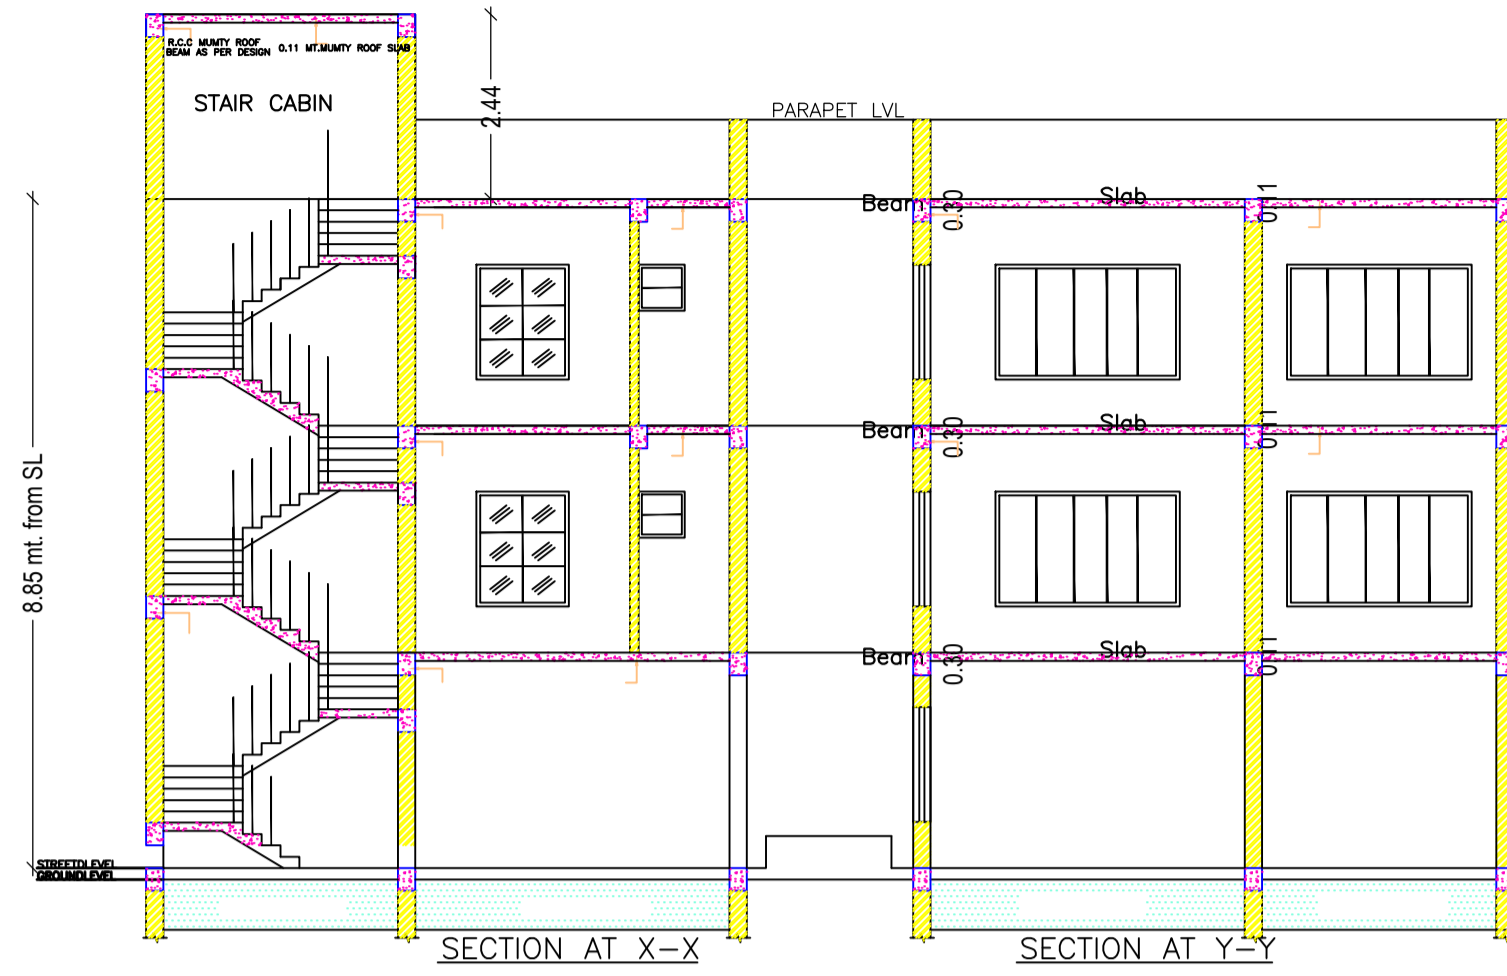 R.C.C MUMTY ROOF
BEAM AS PER DESIGN
0.11 MT.MUMTY ROOF SLAB
STAIR CABIN
2.44
PARAPET LVL
Beam
0.30
Slab
0.11
Beam
0.30
Slab
0.11
8.85 mt. from SL
Beam
0.30
Slab
0.11
STREETDLEVEL
GROUNDLEVEL
SECTION AT X-X
SECTION AT Y-Y